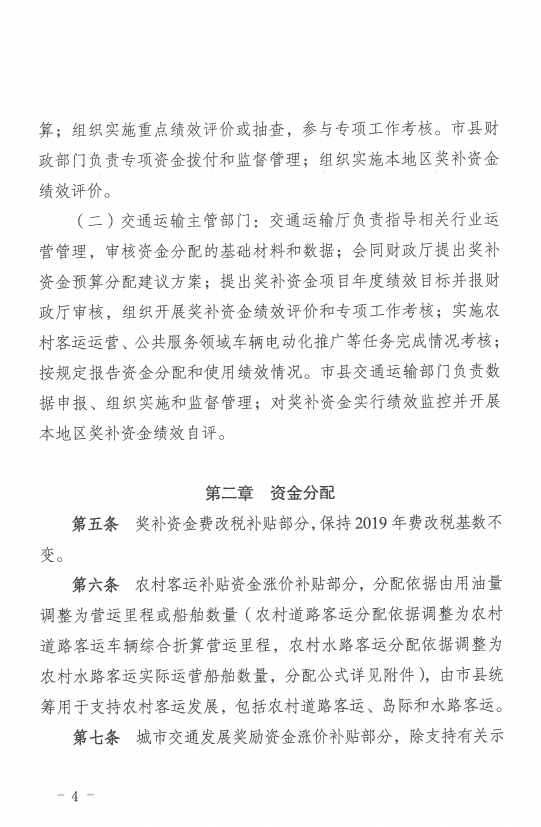 算；组织实施重点绩效评价或抽查，参与专项工作考核。市县财
政部门负责专项资金拨付和监督管理；组织实施本地区奖补资金
绩效评价。
（二）交通运输主管部门：交通运输厅负责指导相关行业运
营管理，审核资金分配的基础材料和数据；会同财政厅提出奖补
资金预算分配建议方案；提出奖补资金项目年度绩效目标并报财
政厅审核，组织开展奖补资金绩效评价和专项工作考核；实施农
村客运运营、公共服务领域车辆电动化推广等任务完成情况考核；
按规定报告资金分配和使用绩效情况。市县交通运输部门负责数
据申报、组织实施和监督管理；对奖补资金实行绩效监控并开展
本地区奖补资金绩效自评。
第二章 资金分配
第五条 奖补资金费改税补贴部分，保持 2019 年费改税基数不
变。
第六条 农村客运补贴资金涨价补贴部分，分配依据由用油量
调整为营运里程或船舶数量（农村道路客运分配依据调整为农村
道路客运车辆综合折算营运里程，农村水路客运分配依据调整为
农村水路客运实际运营船舶数量，分配公式详见附件），由市县统
筹用于支持农村客运发展，包括农村道路客运、岛际和水路客运。
第七条 城市交通发展奖励资金涨价补贴部分，除支持有关示
－ 4 －